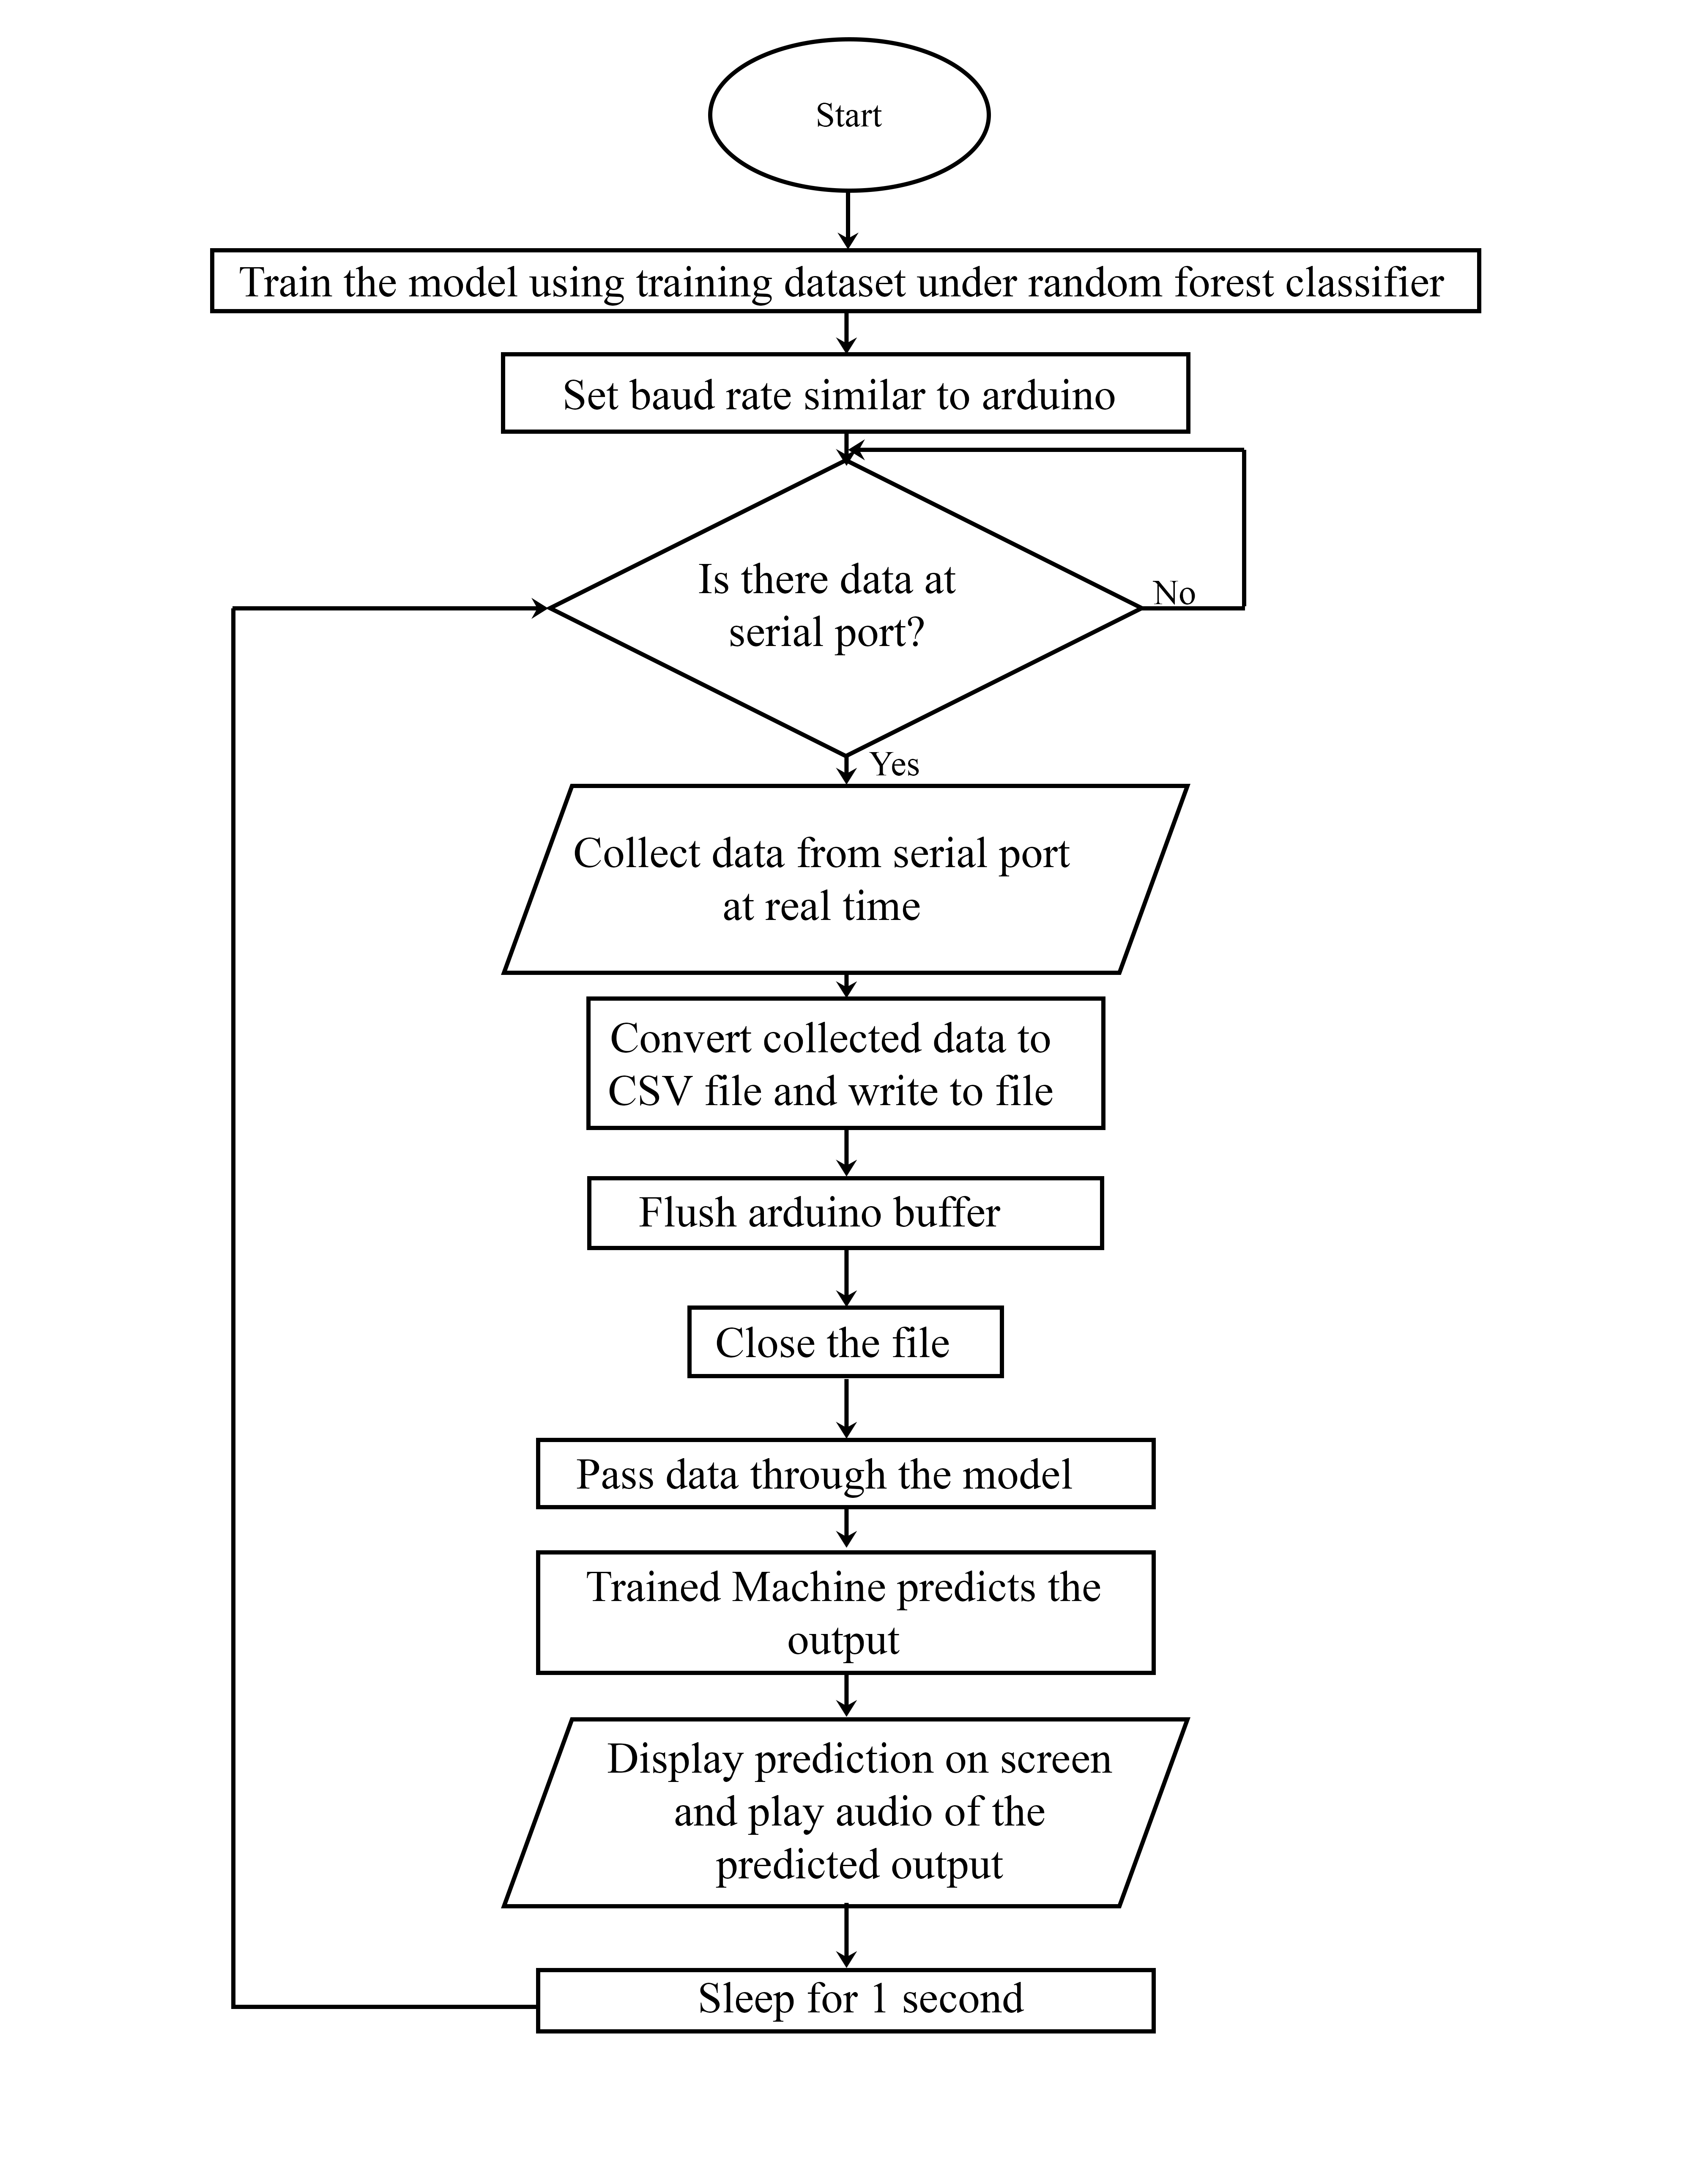 Start
Train the model using training dataset under random forest classifier
Set baud rate similar to arduino
Is there data at
serial port?
No
Yes
Collect data from serial port
at real time
Convert collected data to
CSV file and write to file
Flush arduino buffer
Close the file
Pass data through the model
Trained Machine predicts the
output
Display prediction on screen
and play audio of the
predicted output
Sleep for 1 second